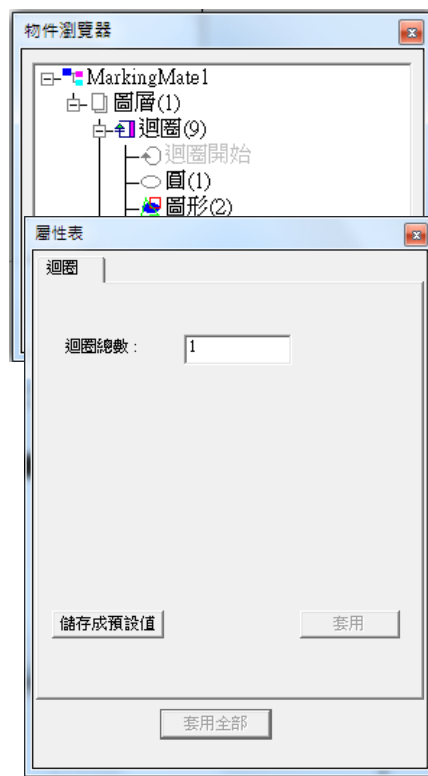 物件瀏覽器
MarkingMate1
圖層(1)
迴圈(9)
迴圈開始
圓(1)
圖形(2)
屬性表
迴圈
迴圈總數 : 1
儲存成預設值 套用
套用全部